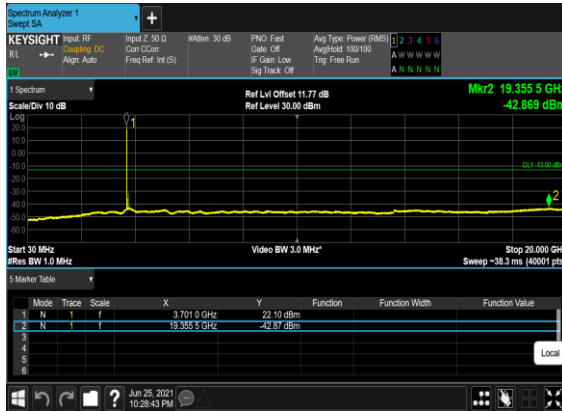 Spectrum Analyzer 1
Swept SA
+
KEYSIGHT Input: RF Input Z: 50 Ω #Atten: 30 dB PNO: Fast Avg Type: Power (RMS) 1 2 3 4 5 6
RL Coupling: DC Corr CCorr Gate: Off Avg|Hold: 100/100 A W W W W W
Align: Auto Freq Ref: Int (S) IF Gain: Low Trig: Free Run
LU Sig Track: Off A N N N N N
1 Spectrum Ref Lvl Offset 11.77 dB Mkr2 19.355 5 GHz
Scale/Div 10 dB Ref Level 30.00 dBm -42.869 dBm
Log
20.0
10.0
0.00
-10.0
-20.0
-30.0
-40.0
-50.0
-60.0
1
DL1 -13.00 dBm
2
Start 30 MHz Video BW 3.0 MHz* Stop 20.000 GHz
#Res BW 1.0 MHz Sweep ~38.3 ms (40001 pts)
5 Marker Table
Mode Trace Scale X Y Function Function Width Function Value
1 N 1 f 3.701 0 GHz 22.10 dBm
2 N 1 f 19.355 5 GHz -42.87 dBm
3
4
5
6
Local
? Jun 25, 2021
10:28:43 PM